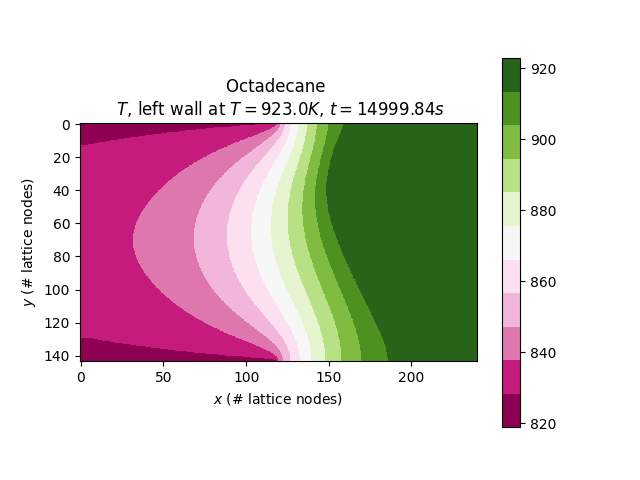 Octadecane
T, left wall at T = 923.0K, t = 14999.84s
0
20
40
60
80
100
120
140
y (# lattice nodes)
0 50 100 150 200
x (# lattice nodes)
920
900
880
860
840
820